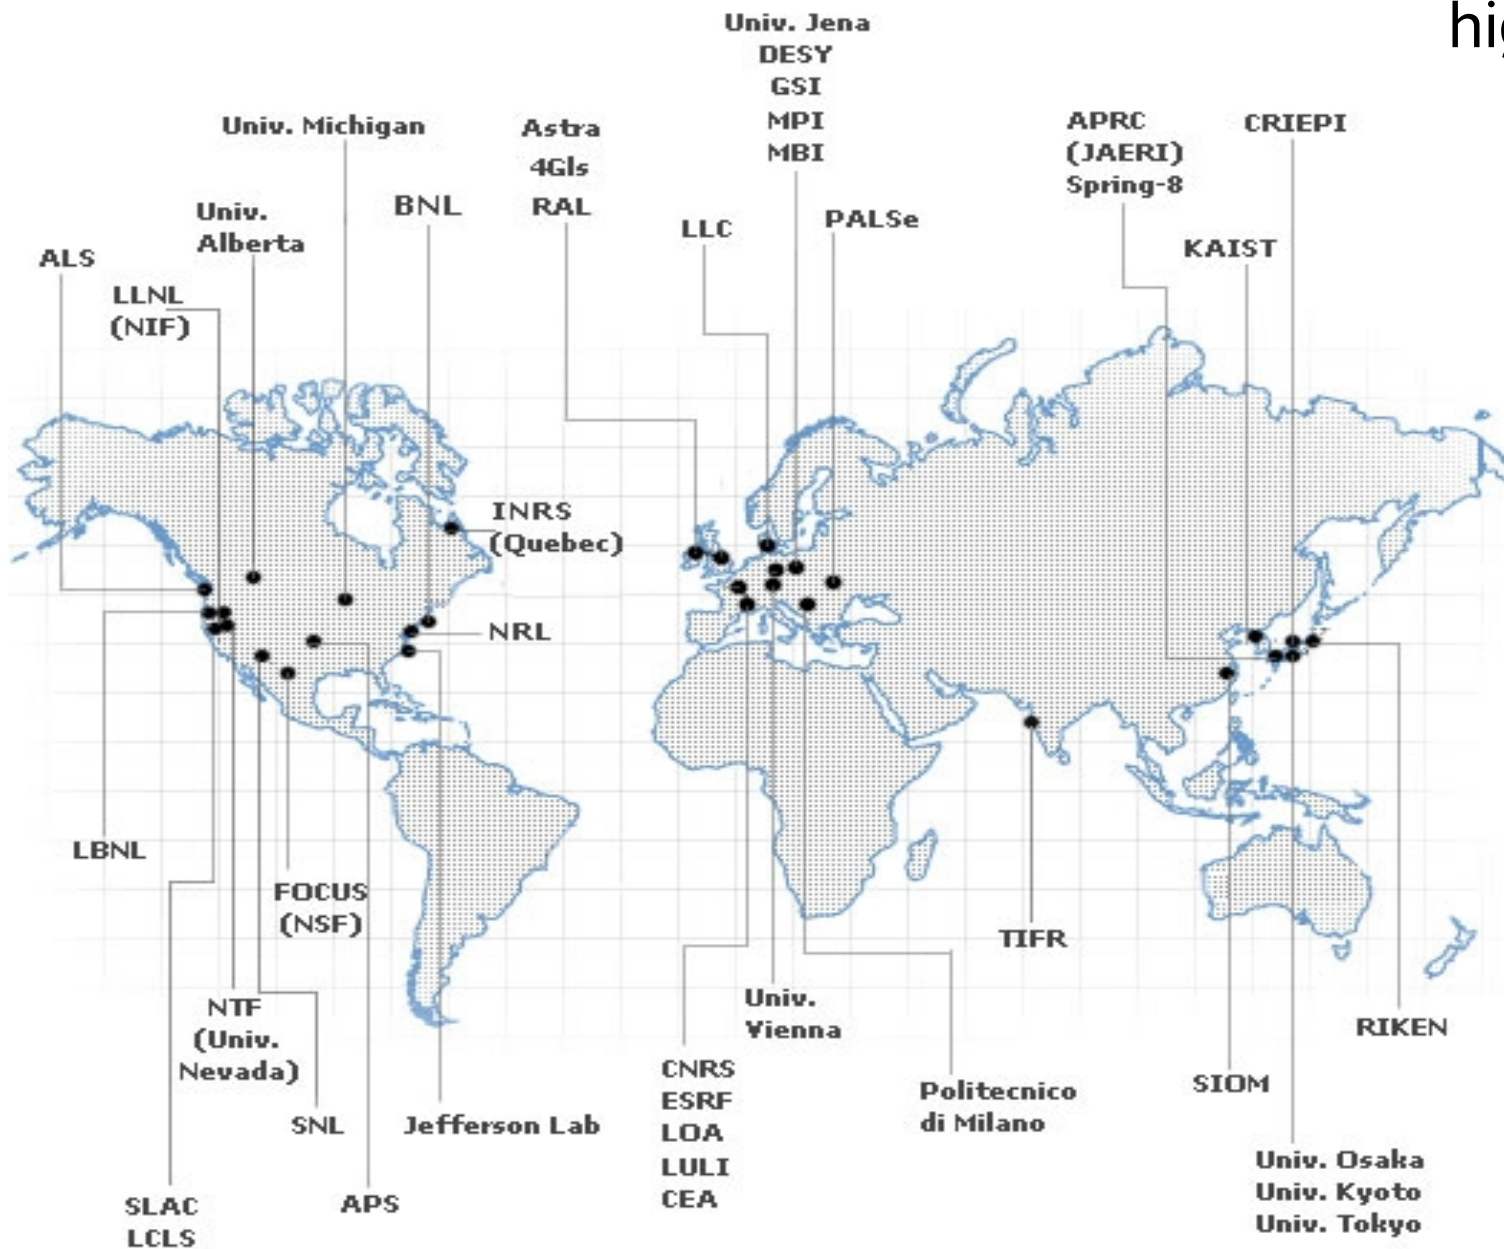 hig
Univ. Jena
DESY
GSI
MPI
MBI
Univ. Michigan
Astra
4Gls
RAL
APRC
(JAERI)
Spring-8
CRIEPI
Univ.
Alberta
BNL
LLC
PALSe
KAIST
ALS
LLNL
(NIF)
INRS
(Quebec)
NRL
LBNL
FOCUS
(NSF)
TIFR
NTF
(Univ.
Nevada)
Univ.
Vienna
RIKEN
SNL
Jefferson Lab
CNRS
ESRF
LOA
LULI
CEA
Politecnico
di Milano
SIOM
SLAC
LCLS
APS
Univ. Osaka
Univ. Kyoto
Univ. Tokyo